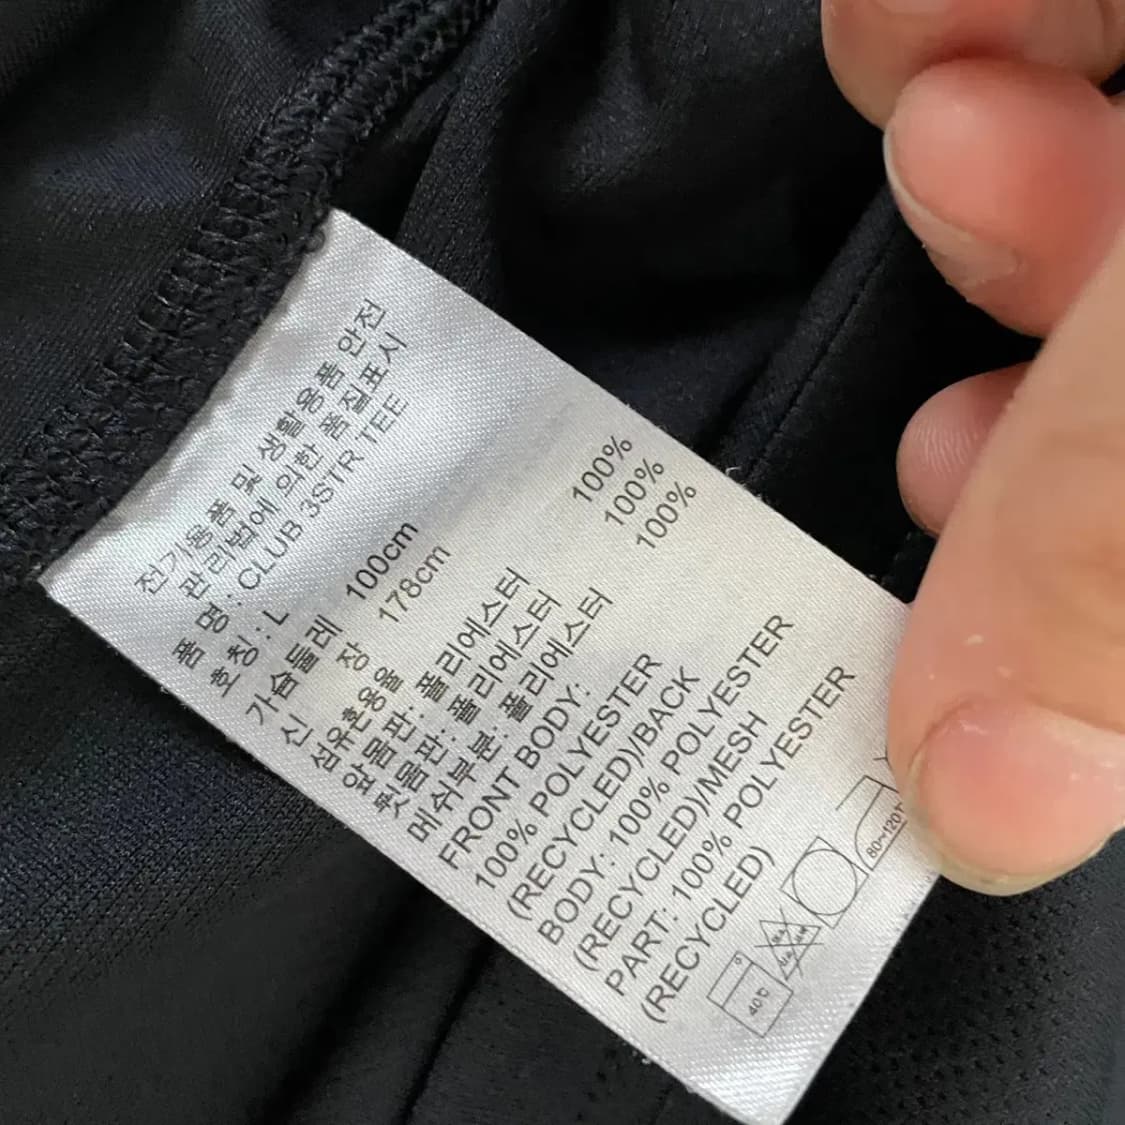 전기용품 및 생활용품 안전
관리법에 의한 품질표시
품 명 : CLUB 3STR TEE
호칭 : L
가슴둘레 100cm
신 장 178cm
섬유혼용율
앞몸판: 폴리에스터 100%
뒷몸판: 폴리에스터 100%
메쉬부분: 폴리에스터 100%
FRONT BODY:
100% POLYESTER
(RECYCLED)/BACK
BODY: 100% POLYESTER
(RECYCLED)/MESH
PART: 100% POLYESTER
(RECYCLED)
40℃
80~120℃